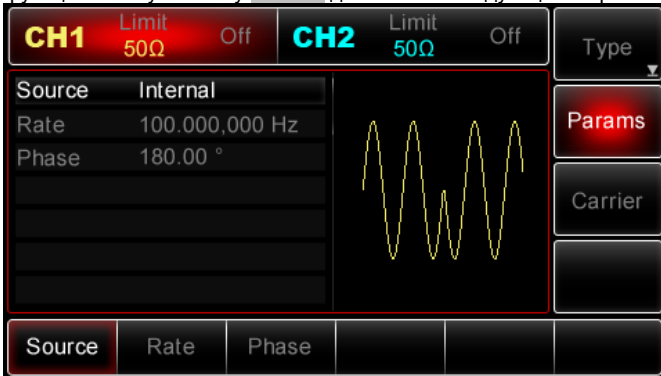 CH1 Limit 50Ω Off CH2 Limit 50Ω Off
Type
Source Internal
Rate 100.000,000 Hz
Phase 180.00 °
Params
Carrier
Source Rate Phase